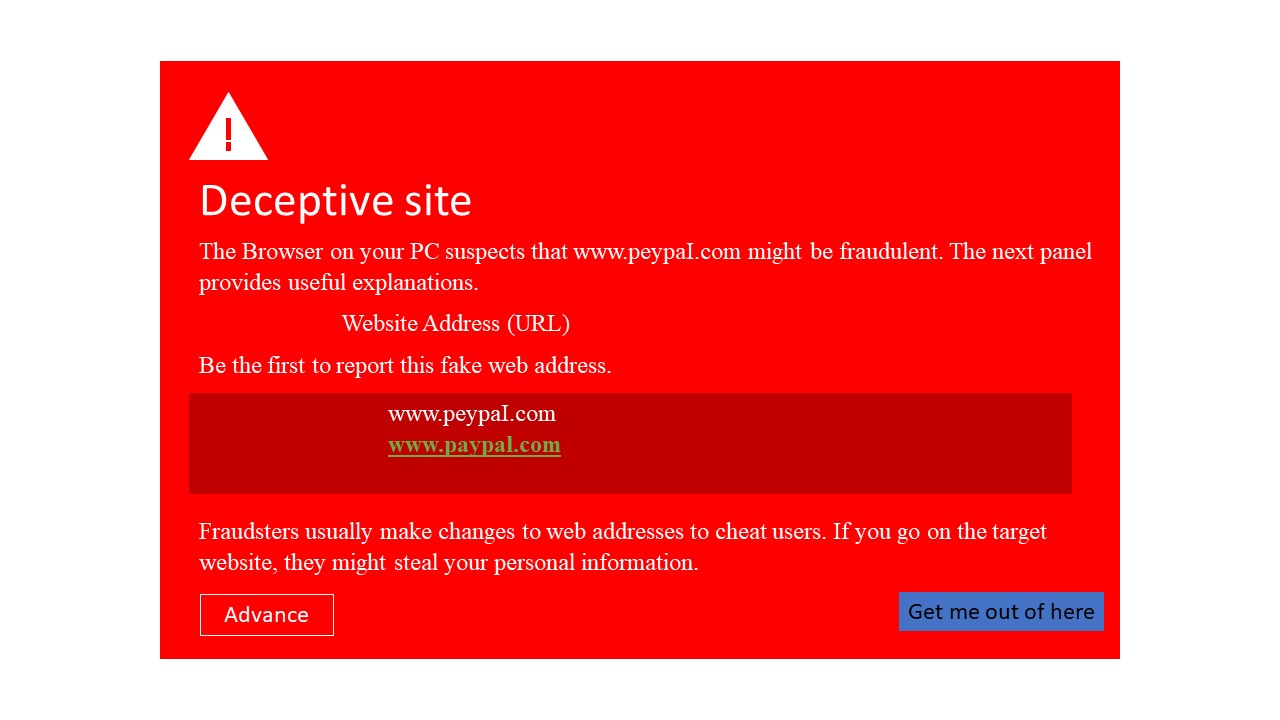 !
Deceptive site
The Browser on your PC suspects that www.peypaI.com might be fraudulent. The next panel
provides useful explanations.
Website Address (URL)
Be the first to report this fake web address.
www.peypaI.com
www.paypal.com
Fraudsters usually make changes to web addresses to cheat users. If you go on the target
website, they might steal your personal information.
Advance
Get me out of here